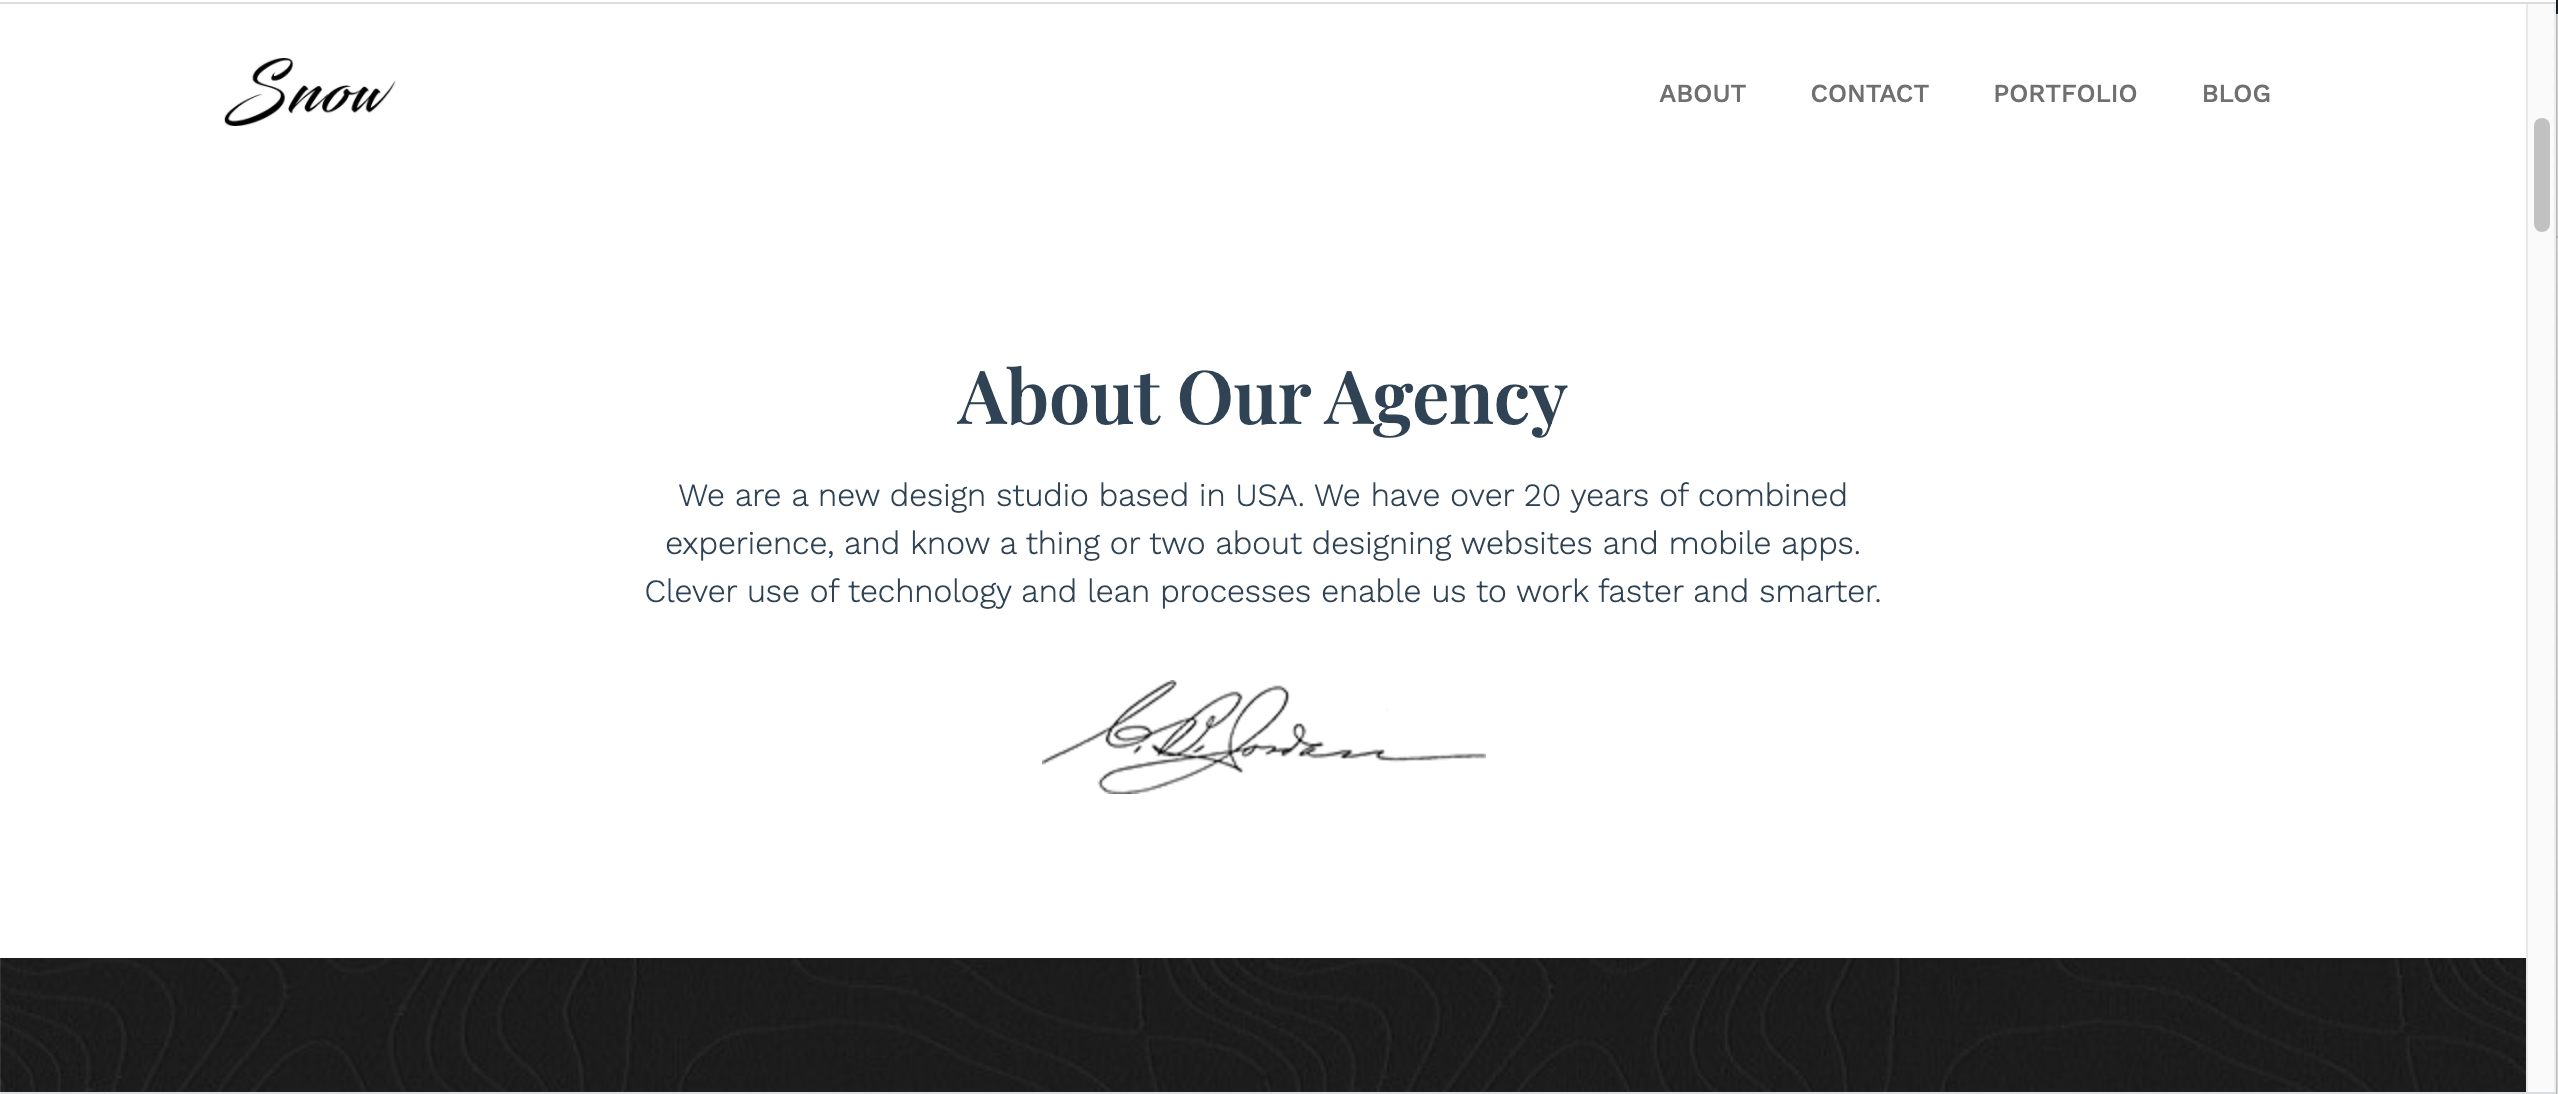 Snow
ABOUT CONTACT PORTFOLIO BLOG
About Our Agency
We are a new design studio based in USA. We have over 20 years of combined
experience, and know a thing or two about designing websites and mobile apps.
Clever use of technology and lean processes enable us to work faster and smarter.
C. D. Jordan